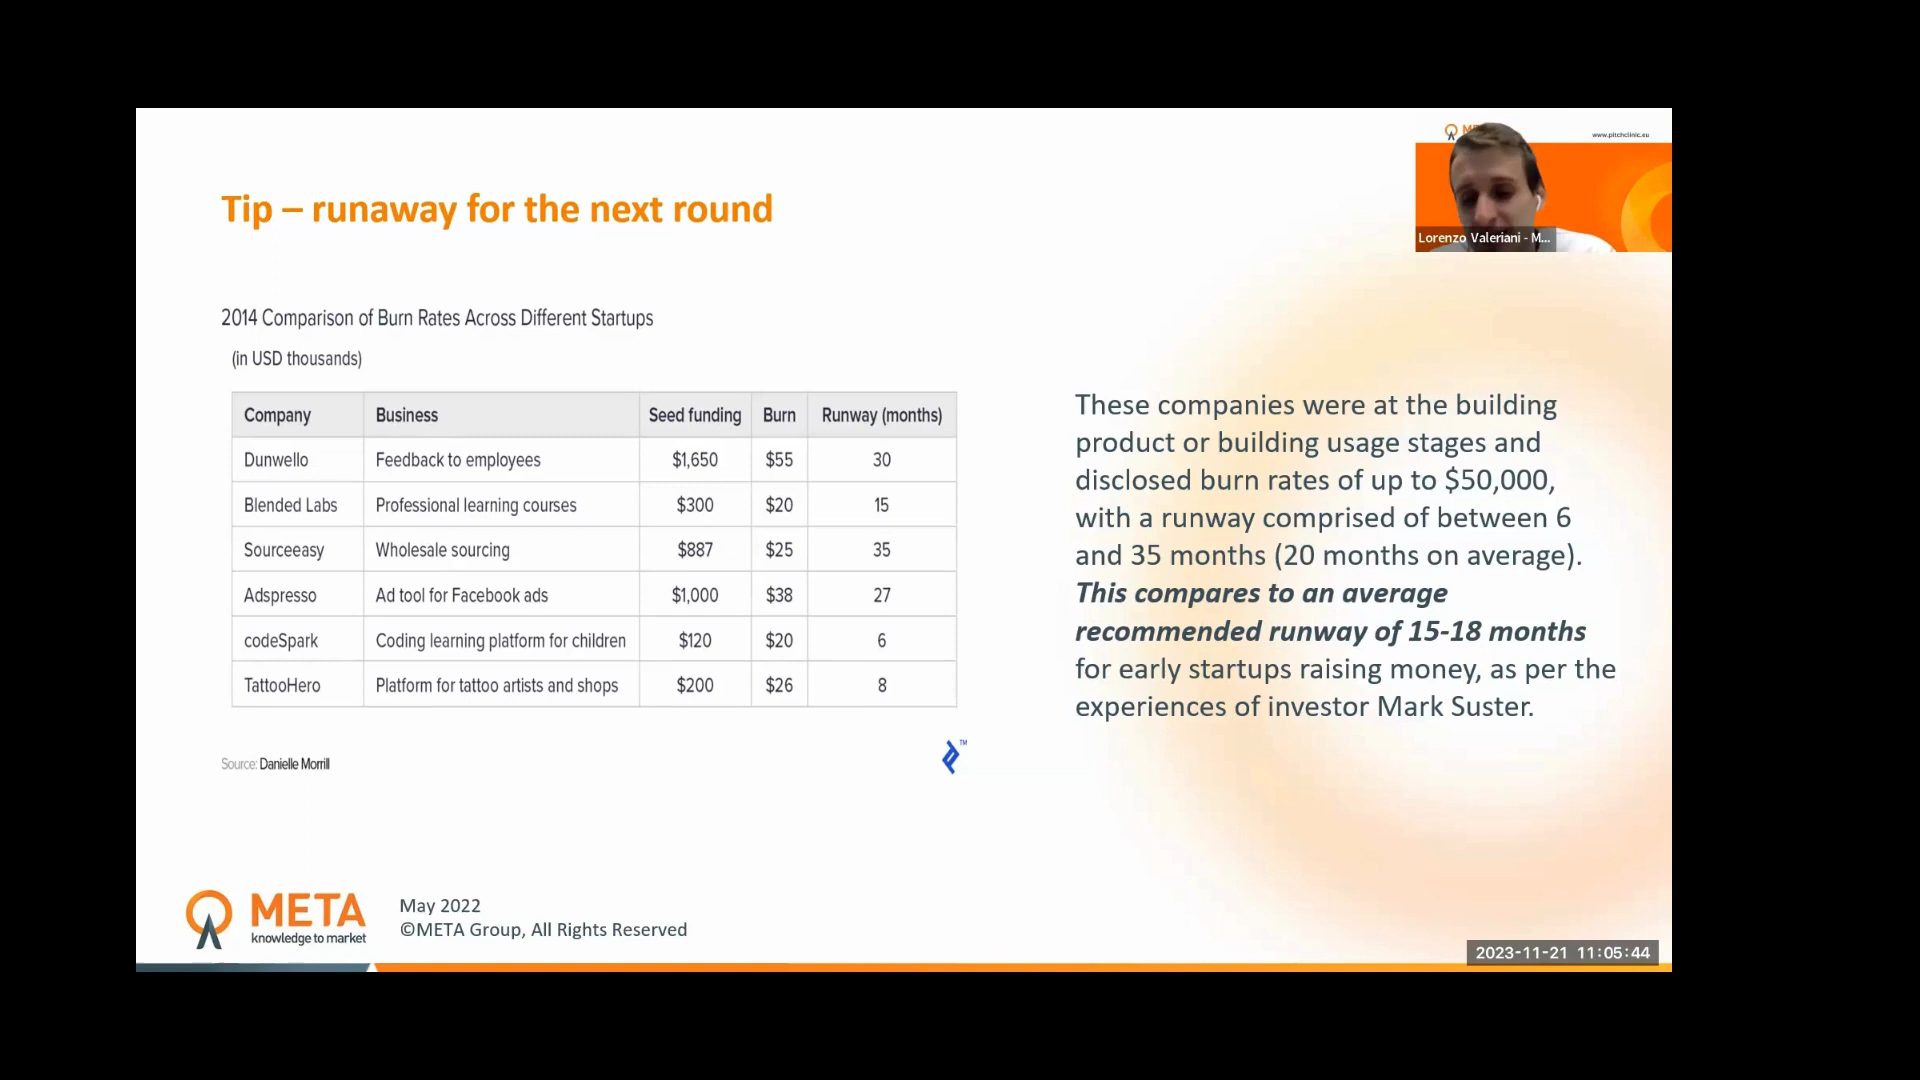 www.pitchclinic.eu
Lorenzo Valeriani - M...
Tip – runaway for the next round
2014 Comparison of Burn Rates Across Different Startups
(in USD thousands)
Company Business Seed funding Burn Runway (months)
Dunwello Feedback to employees $1,650 $55 30
Blended Labs Professional learning courses $300 $20 15
Sourceeasy Wholesale sourcing $887 $25 35
Adspresso Ad tool for Facebook ads $1,000 $38 27
codeSpark Coding learning platform for children $120 $20 6
TattooHero Platform for tattoo artists and shops $200 $26 8
Source: Danielle Morrill
TM
These companies were at the building
product or building usage stages and
disclosed burn rates of up to $50,000,
with a runway comprised of between 6
and 35 months (20 months on average).
This compares to an average
recommended runway of 15-18 months
for early startups raising money, as per the
experiences of investor Mark Suster.
META
knowledge to market
May 2022
©META Group, All Rights Reserved
2023-11-21 11:05:44